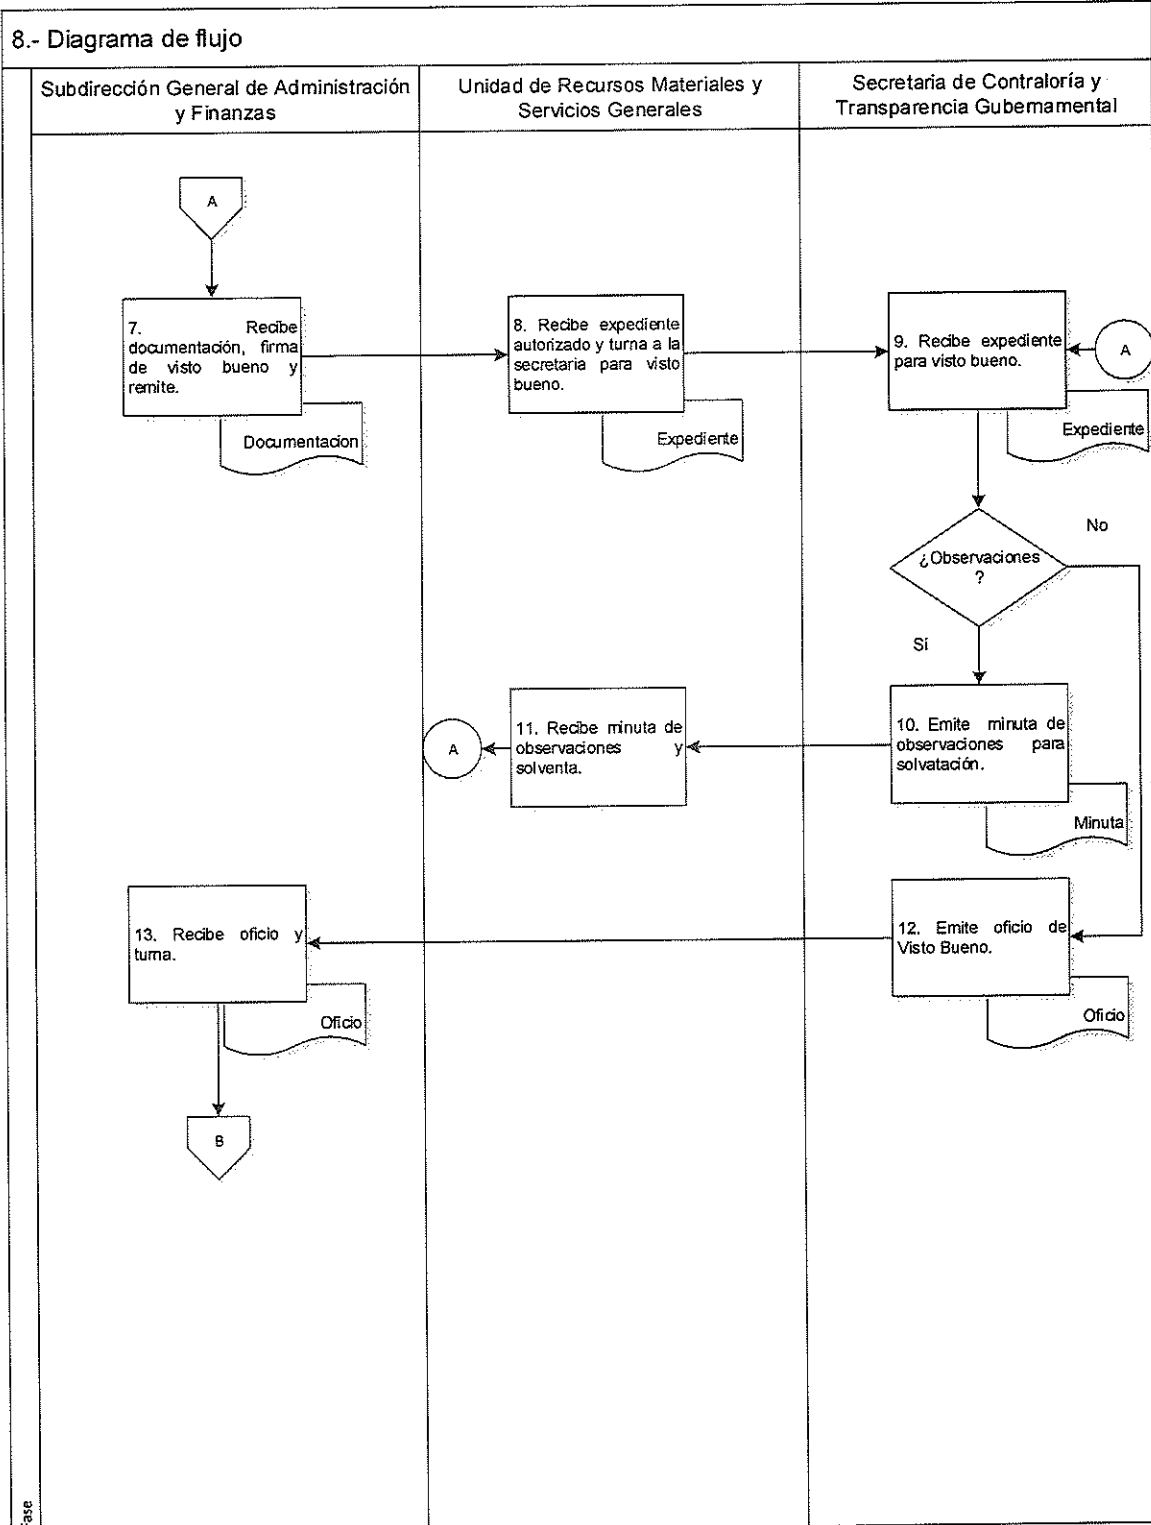 8.- Diagrama de flujo
Subdirección General de Administración
y Finanzas
Unidad de Recursos Materiales y
Servicios Generales
Secretaria de Contraloría y
Transparencia Gubernamental
A
7. Recibe
documentación, firma
de visto bueno y
remite.
Documentacion
8. Recibe expediente
autorizado y turna a la
secretaria para visto
bueno.
Expediente
9. Recibe expediente
para visto bueno.
A
Expediente
¿Observaciones
?
No
Sí
10. Emite minuta de
observaciones para
solvatación.
Minuta
11. Recibe minuta de
observaciones y
solventa.
A
12. Emite oficio de
Visto Bueno.
Oficio
13. Recibe oficio y
turna.
Oficio
B